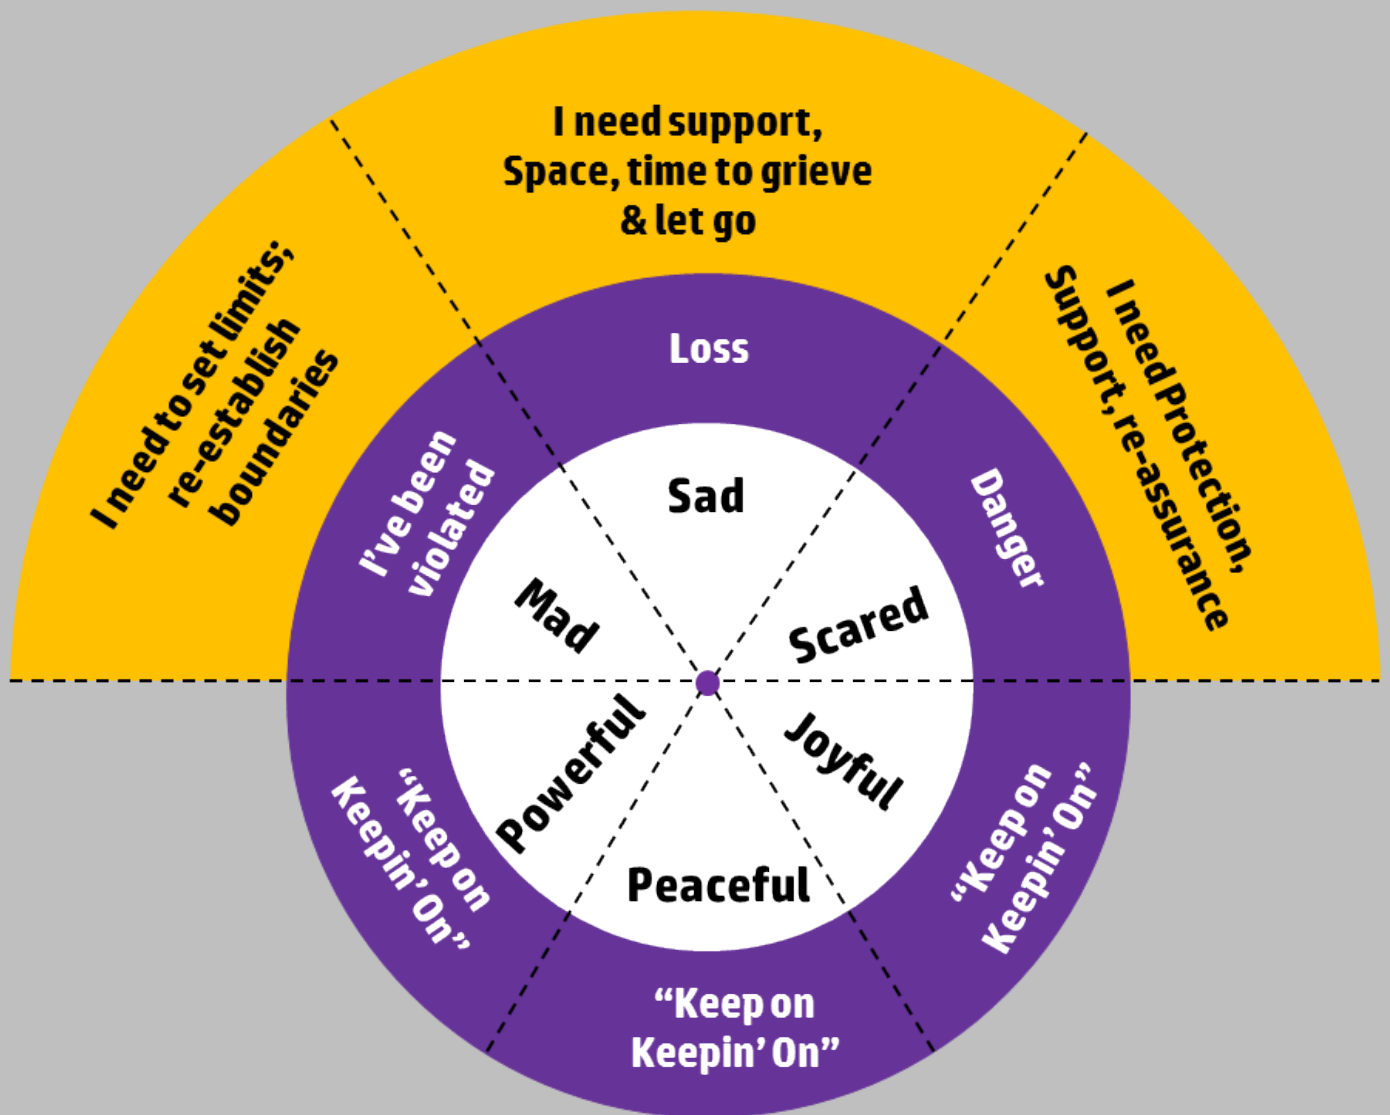 I need support,
Space, time to grieve
& let go
I need to set limits;
re-establish
boundaries
I need Protection,
Support, re-assurance
Loss
I've been
violated
Danger
Sad
Mad
Scared
Powerful
Joyful
Peaceful
“Keep on
Keepin’ On”
“Keep on
Keepin’ On”
“Keep on
Keepin’ On”